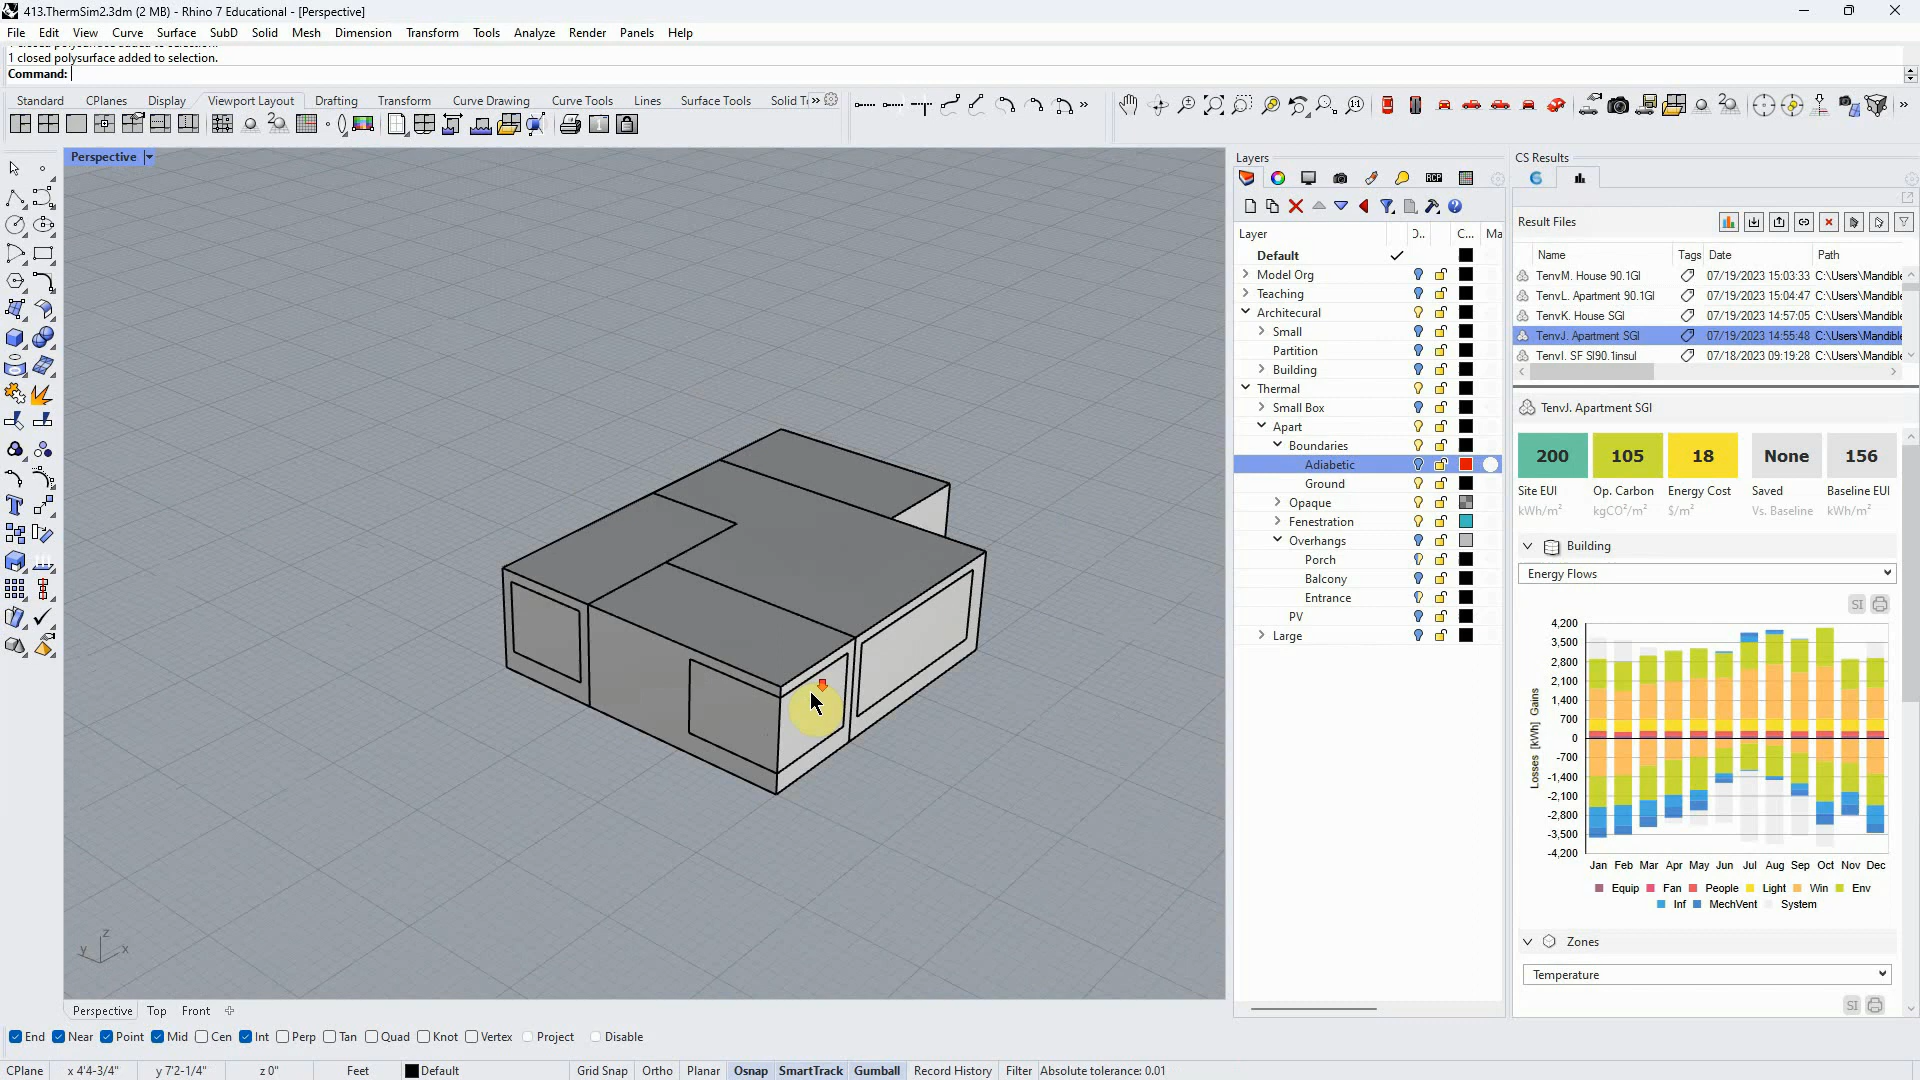 413.ThermSim2.3dm (2 MB) - Rhino 7 Educational - [Perspective]
File Edit View Curve Surface SubD Solid Mesh Dimension Transform Tools Analyze Render Panels Help
1 closed polysurface added to selection.
1 closed polysurface added to selection.
Command:
Standard CPlanes Display Viewport Layout Drafting Transform Curve Drawing Curve Tools Lines Surface Tools Solid T
Perspective
Layers
RCP
Layer C... Ma
Default
Model Org
Teaching
Architecural
Small
Partition
Building
Thermal
Small Box
Apart
Boundaries
Adiabetic
Ground
Opaque
Fenestration
Overhangs
Porch
Balcony
Entrance
PV
Large
CS Results
Result Files
Name Tags Date Path
TenvM. House 90.1GI 07/19/2023 15:03:33 C:\Users\Mandible
TenvL. Apartment 90.1GI 07/19/2023 15:04:47 C:\Users\Mandible
TenvK. House SGI 07/19/2023 14:57:05 C:\Users\Mandible
TenvJ. Apartment SGI 07/19/2023 14:55:48 C:\Users\Mandible
TenvI. SF SI90.1insul 07/18/2023 09:19:28 C:\Users\Mandible
TenvJ. Apartment SGI
200 105 18 None 156
Site EUI Op. Carbon Energy Cost Saved Baseline EUI
kWh/m² kgCO²/m² $/m² Vs. Baseline kWh/m²
Building
Energy Flows
SI
4,200
3,500
2,800
2,100
1,400
700
0
-700
-1,400
-2,100
-2,800
-3,500
-4,200
Losses [kWh] Gains
Jan Feb Mar Apr May Jun Jul Aug Sep Oct Nov Dec
Equip Fan People Light Win Env
Inf MechVent System
Zones
Temperature
SI
z
y x
Perspective Top Front
End Near Point Mid Cen Int Perp Tan Quad Knot Vertex Project Disable
CPlane x 4'4-3/4" y 7'2-1/4" z 0" Feet Default Grid Snap Ortho Planar Osnap SmartTrack Gumball Record History Filter Absolute tolerance: 0.01